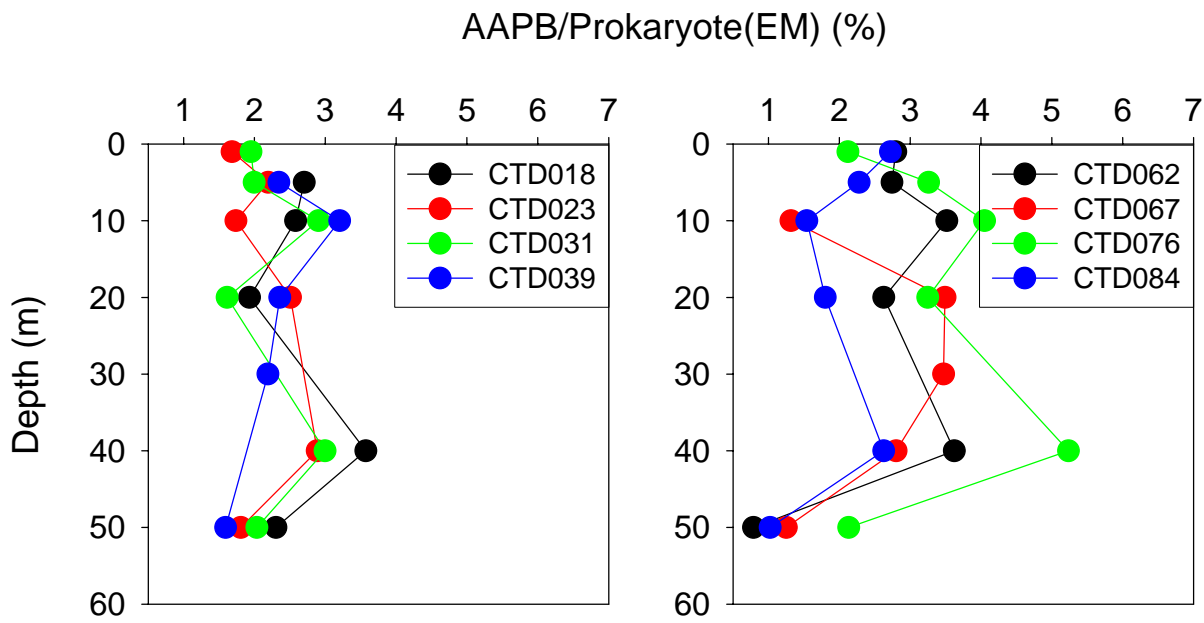 AAPB/Prokaryote(EM) (%)
1 2 3 4 5 6 7
1 2 3 4 5 6 7
Depth (m)
0
10
20
30
40
50
60
CTD018
CTD023
CTD031
CTD039
0
10
20
30
40
50
60
CTD062
CTD067
CTD076
CTD084